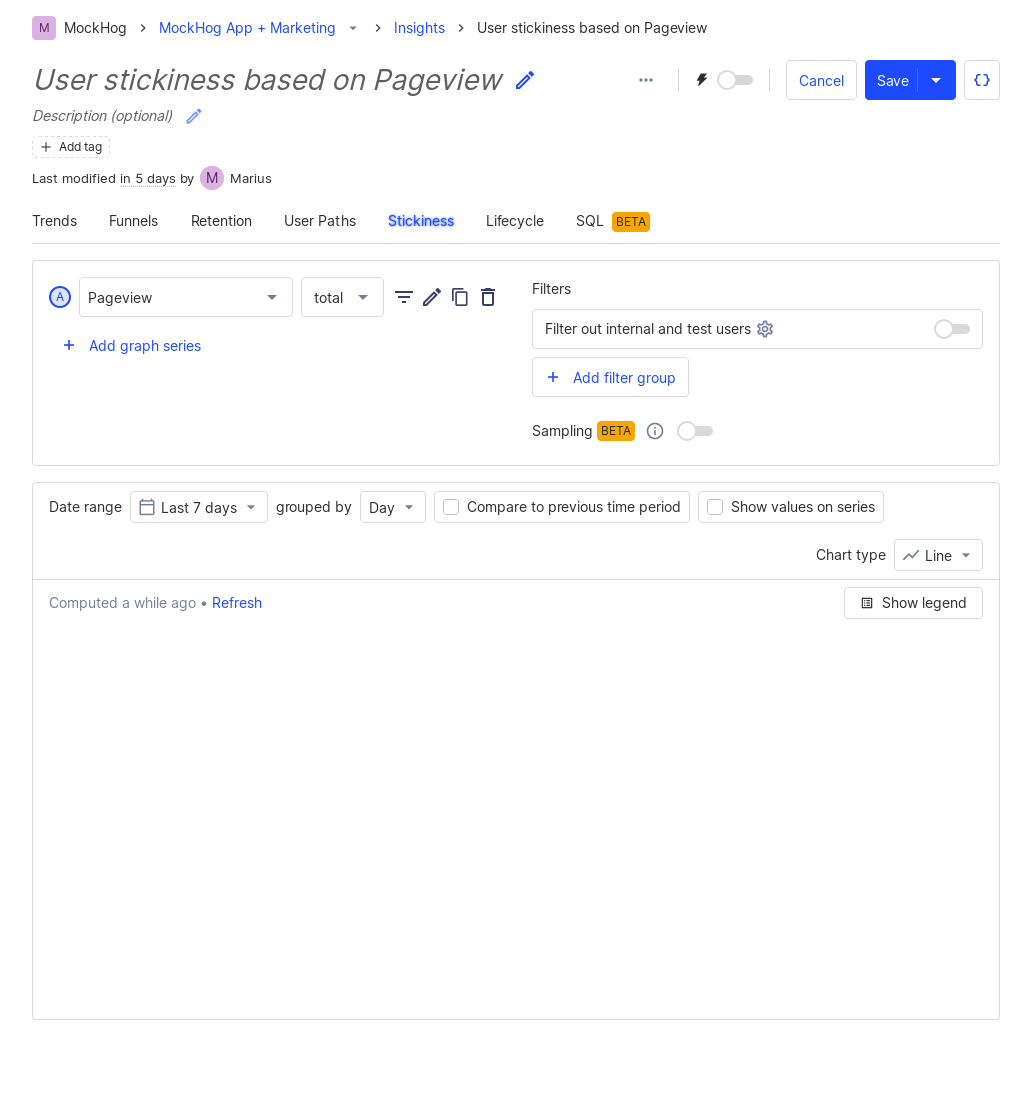 M MockHog MockHog App + Marketing Insights User stickiness based on Pageview
User stickiness based on Pageview Cancel Save
Description (optional)
Add tag
Last modified in 5 days by M Marius
Trends Funnels Retention User Paths Stickiness Lifecycle SQL BETA
A Pageview total
Add graph series
Filters
Filter out internal and test users
Add filter group
Sampling BETA
Date range Last 7 days grouped by Day Compare to previous time period Show values on series
Chart type Line
Computed a while ago • Refresh Show legend